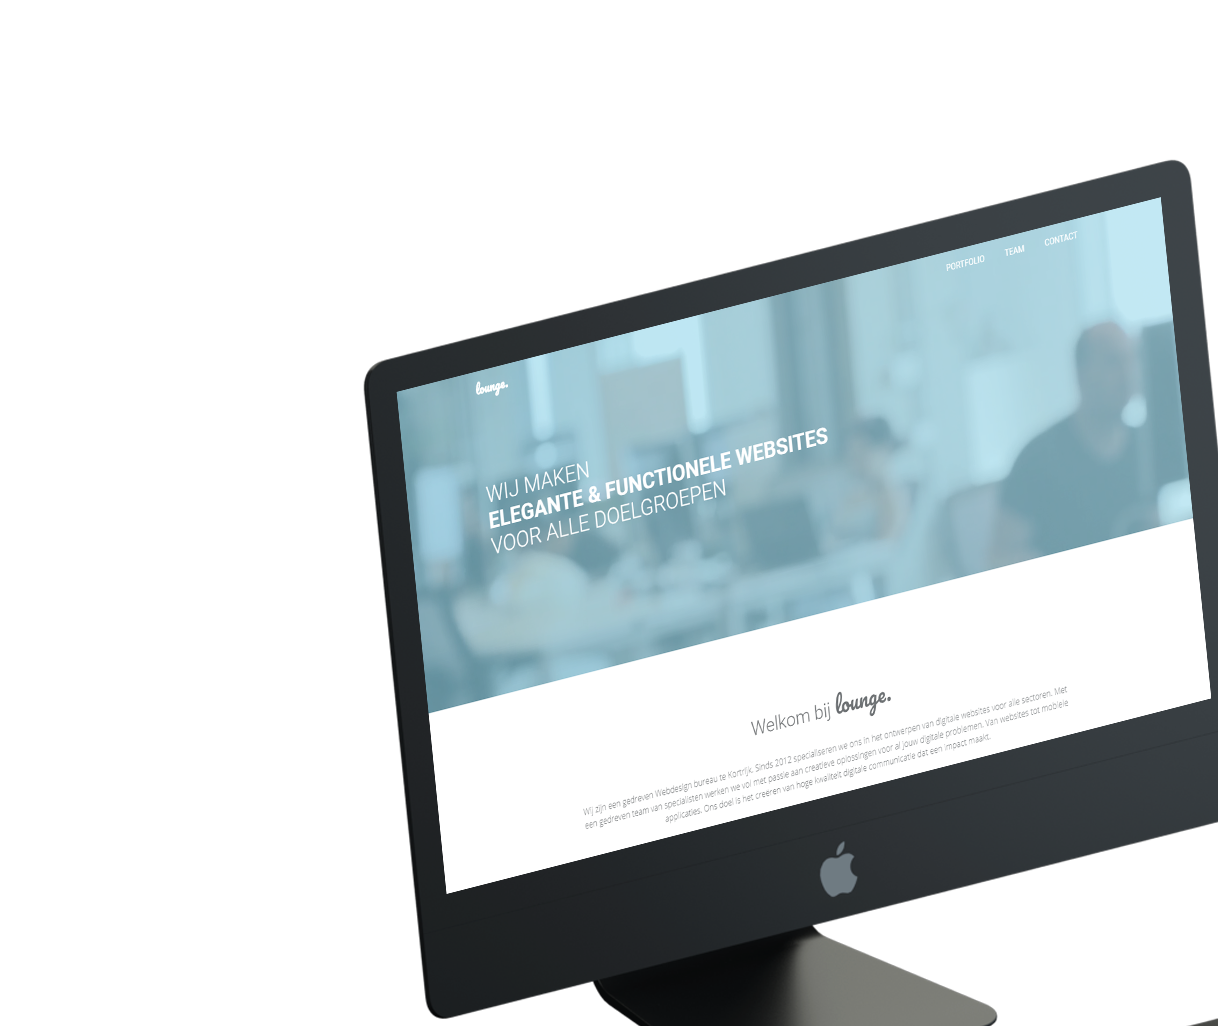 PORTFOLIO TEAM CONTACT
lounge.
WIJ MAKEN
ELEGANTE & FUNCTIONELE WEBSITES
VOOR ALLE DOELGROEPEN
Welkom bij lounge.
Wij zijn een gedreven Webdesign bureau te Kortrijk. Sinds 2012 specialiseren we ons in het ontwerpen van digitale websites voor alle sectoren. Met
een gedreven team van specialisten werken we vol met passie aan creatieve oplossingen voor al jouw digitale problemen. Van websites tot mobiele
applicaties. Ons doel is het creëren van hoge kwaliteit digitale communicatie dat een impact maakt.